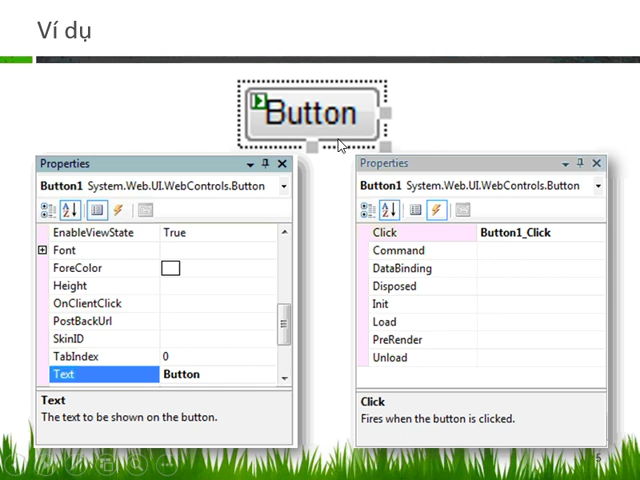 Ví dụ
Button
Properties
Button1 System.Web.UI.WebControls.Button
EnableViewState True
Font
ForeColor
Height
OnClientClick
PostBackUrl
SkinID
TabIndex 0
Text Button
Text
The text to be shown on the button.
Properties
Button1 System.Web.UI.WebControls.Button
Click Button1_Click
Command
DataBinding
Disposed
Init
Load
PreRender
Unload
Click
Fires when the button is clicked.
5